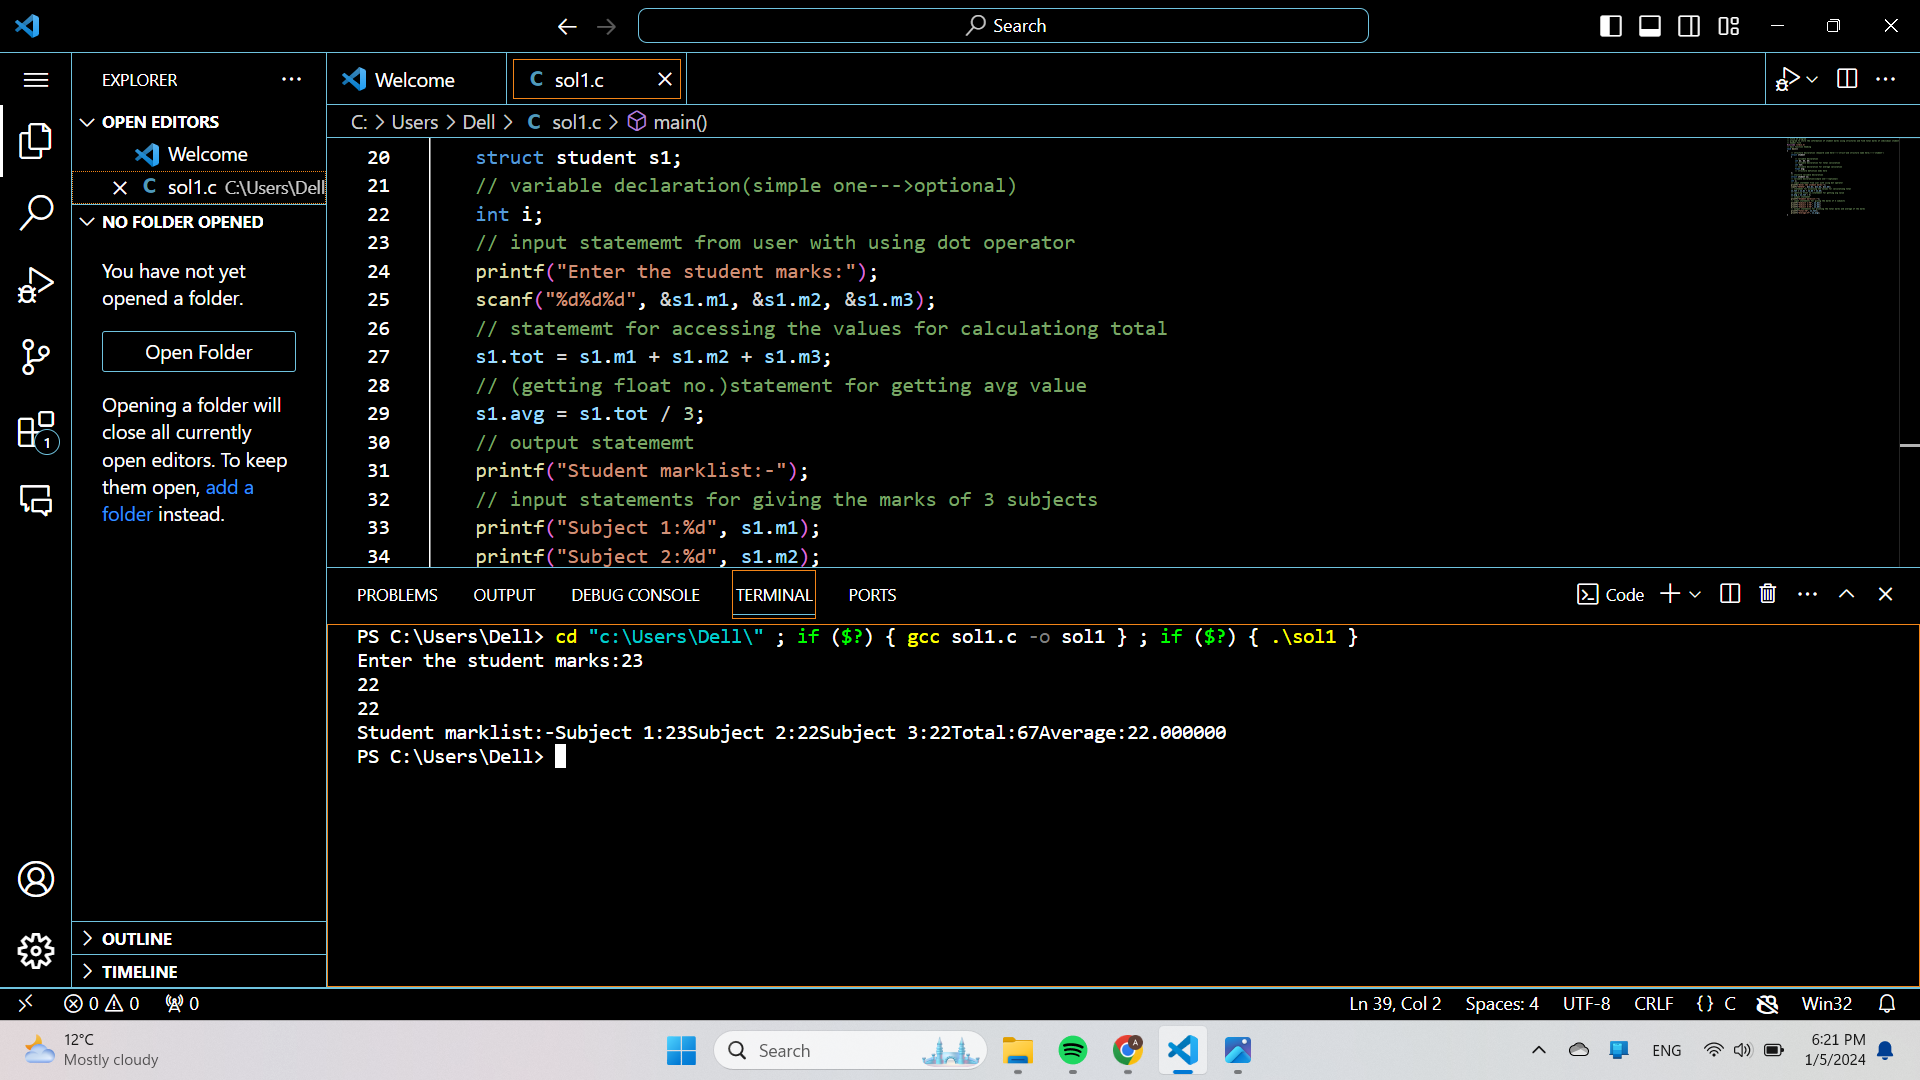 Search
EXPLORER
Welcome
C sol1.c
OPEN EDITORS
Welcome
C sol1.c C:\Users\Dell
NO FOLDER OPENED
You have not yet
opened a folder.
Open Folder
Opening a folder will
close all currently
open editors. To keep
them open, add a
folder instead.
OUTLINE
TIMELINE
C: > Users > Dell > C sol1.c > main()
20 struct student s1;
21 // variable declaration(simple one--->optional)
22 int i;
23 // input statememt from user with using dot operator
24 printf("Enter the student marks:");
25 scanf("%d%d%d", &s1.m1, &s1.m2, &s1.m3);
26 // statememt for accessing the values for calculationg total
27 s1.tot = s1.m1 + s1.m2 + s1.m3;
28 // (getting float no.)statement for getting avg value
29 s1.avg = s1.tot / 3;
30 // output statememt
31 printf("Student marklist:-");
32 // input statements for giving the marks of 3 subjects
33 printf("Subject 1:%d", s1.m1);
34 printf("Subject 2:%d", s1.m2);
PROBLEMS OUTPUT DEBUG CONSOLE TERMINAL PORTS Code
PS C:\Users\Dell> cd "c:\Users\Dell\" ; if ($?) { gcc sol1.c -o sol1 } ; if ($?) { .\sol1 }
Enter the student marks:23
22
22
Student marklist:-Subject 1:23Subject 2:22Subject 3:22Total:67Average:22.000000
PS C:\Users\Dell>
1
0 0 0 Ln 39, Col 2 Spaces: 4 UTF-8 CRLF {} C Win32
12°C
Mostly cloudy
Search
A
ENG
6:21 PM
1/5/2024